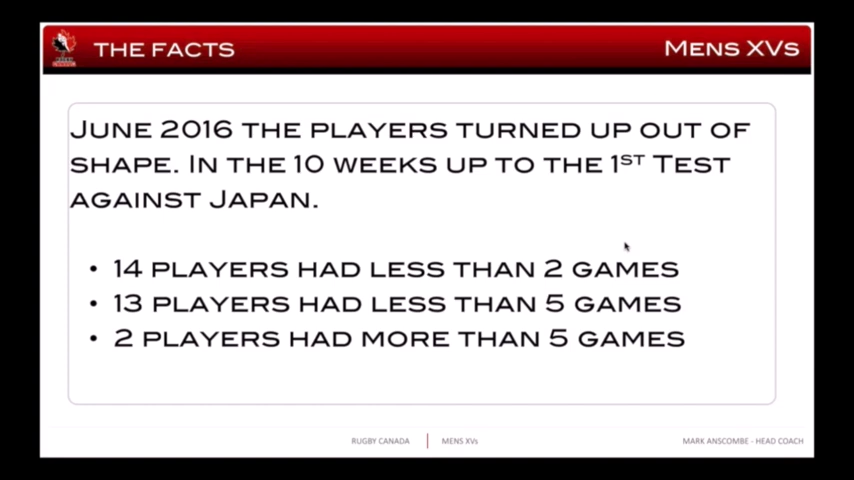 THE FACTS
MENS XVS
JUNE 2016 THE PLAYERS TURNED UP OUT OF
SHAPE. IN THE 10 WEEKS UP TO THE 1ST TEST
AGAINST JAPAN.
• 14 PLAYERS HAD LESS THAN 2 GAMES
• 13 PLAYERS HAD LESS THAN 5 GAMES
• 2 PLAYERS HAD MORE THAN 5 GAMES
RUGBY CANADA
MENS XVs
MARK ANSCOMBE - HEAD COACH